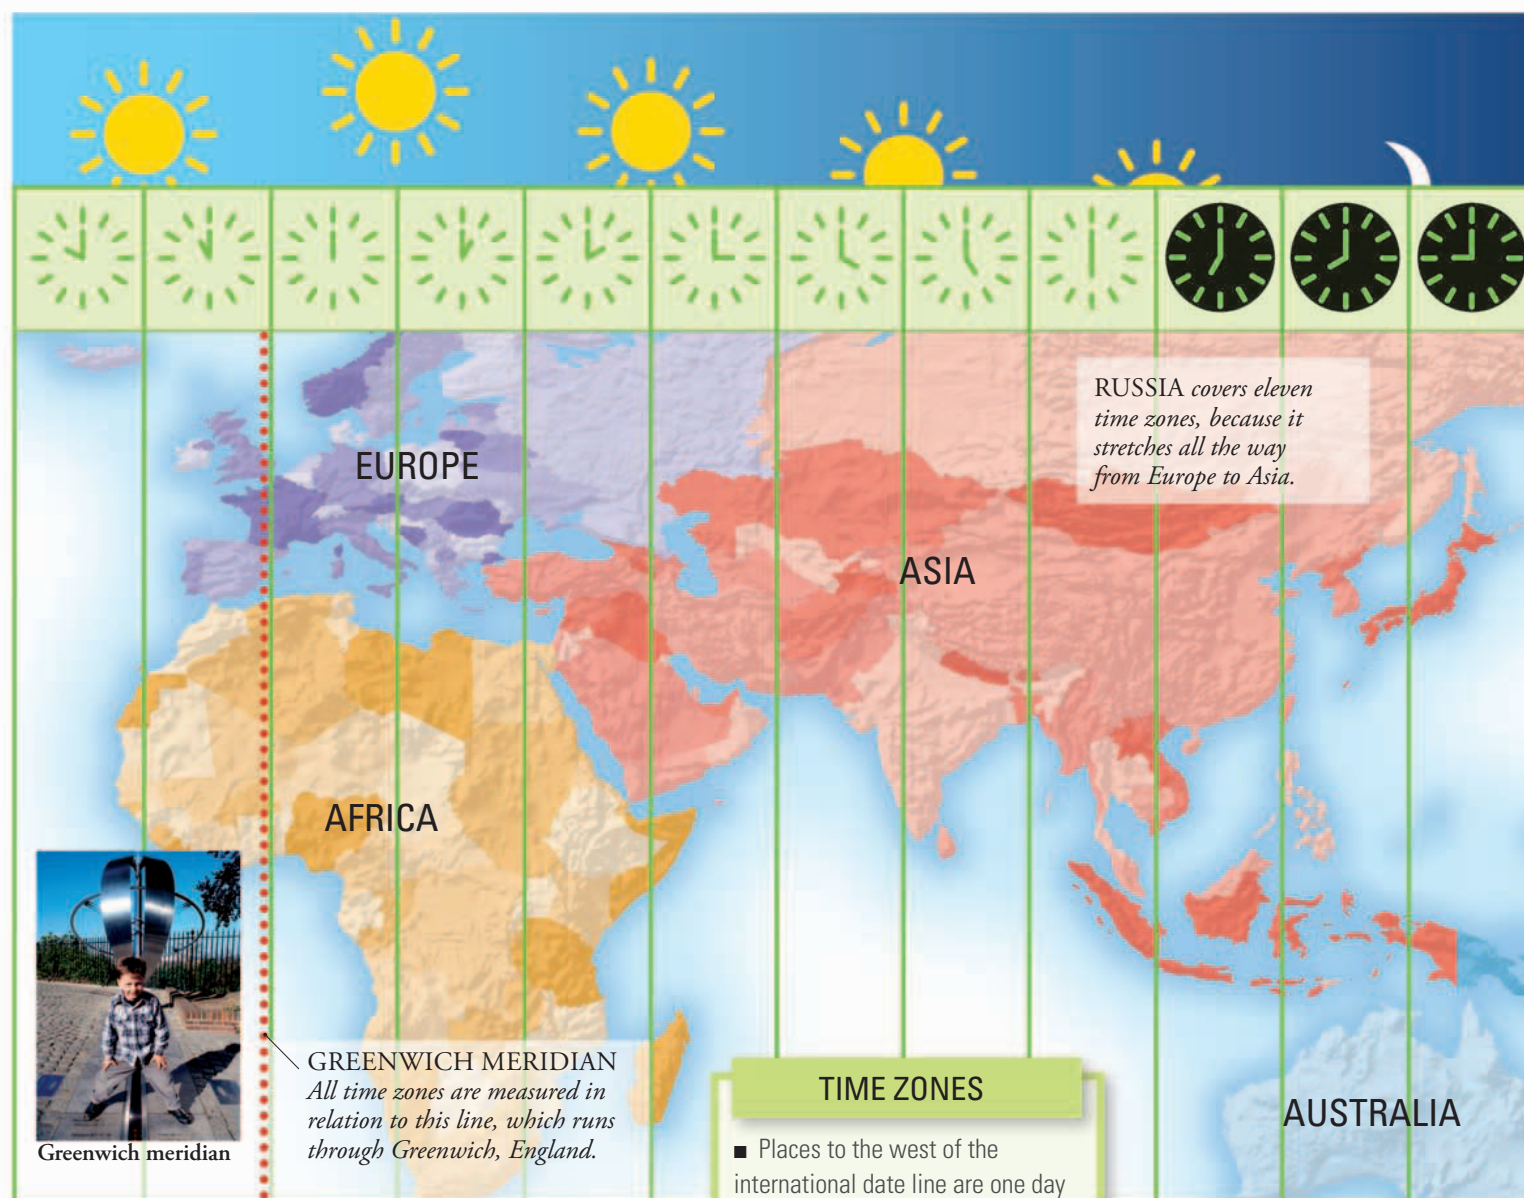 RUSSIA covers eleven
time zones, because it
stretches all the way
from Europe to Asia.
EUROPE
ASIA
AFRICA
AUSTRALIA
GREENWICH MERIDIAN
All time zones are measured in
relation to this line, which runs
through Greenwich, England.
Greenwich meridian
TIME ZONES
■ Places to the west of the
international date line are one day